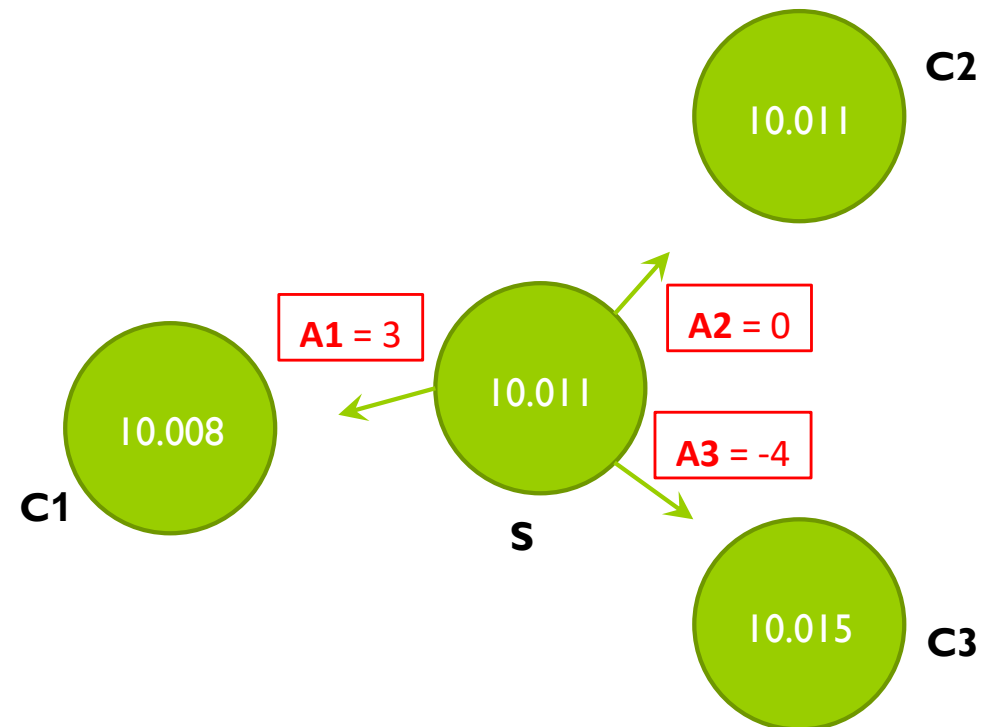 C2
10.011
A1 = 3
A2 = 0
10.011
10.008
A3 = -4
C1
S
10.015
C3